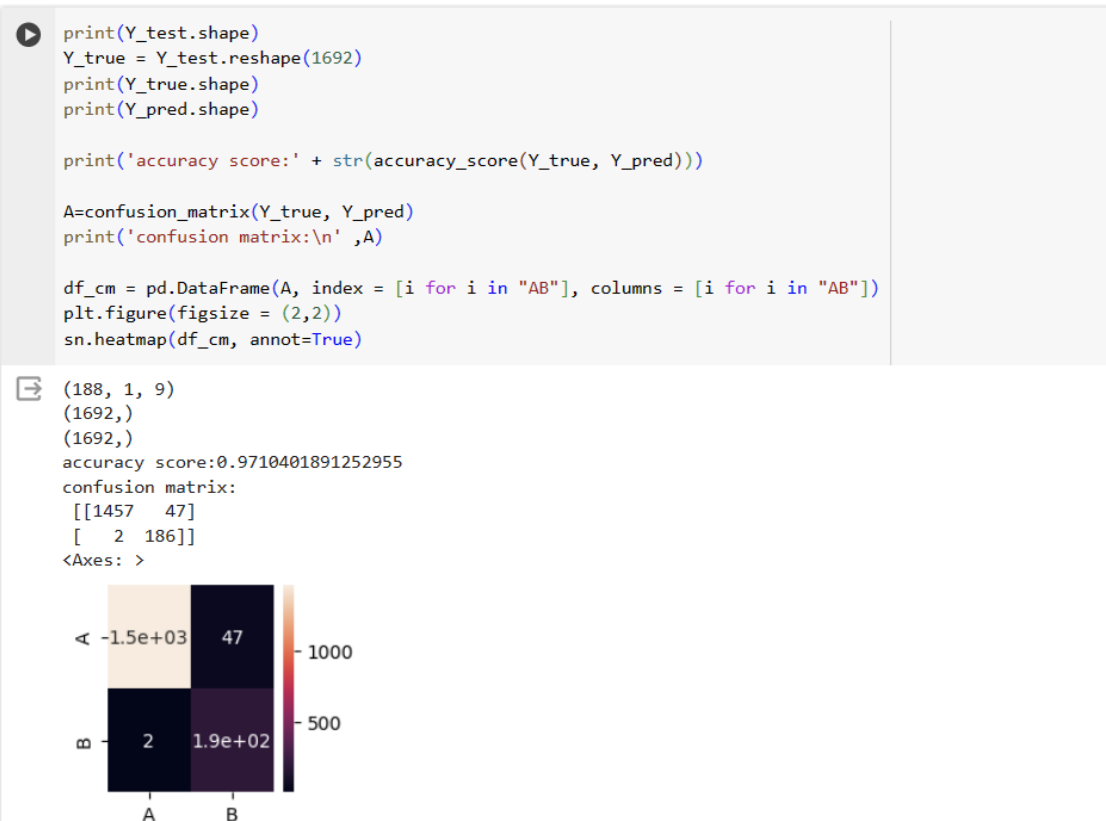 print(Y_test.shape)
Y_true = Y_test.reshape(1692)
print(Y_true.shape)
print(Y_pred.shape)
print('accuracy score:' + str(accuracy_score(Y_true, Y_pred)))
A=confusion_matrix(Y_true, Y_pred)
print('confusion matrix:\n' ,A)
df_cm = pd.DataFrame(A, index = [i for i in "AB"], columns = [i for i in "AB"])
plt.figure(figsize = (2,2))
sn.heatmap(df_cm, annot=True)
(188, 1, 9)
(1692,)
(1692,)
accuracy score:0.9710401891252955
confusion matrix:
[[1457   47]
[   2  186]]
<Axes: >
A 1.5e+03 47
1000
500
B 2 1.9e+02
A B